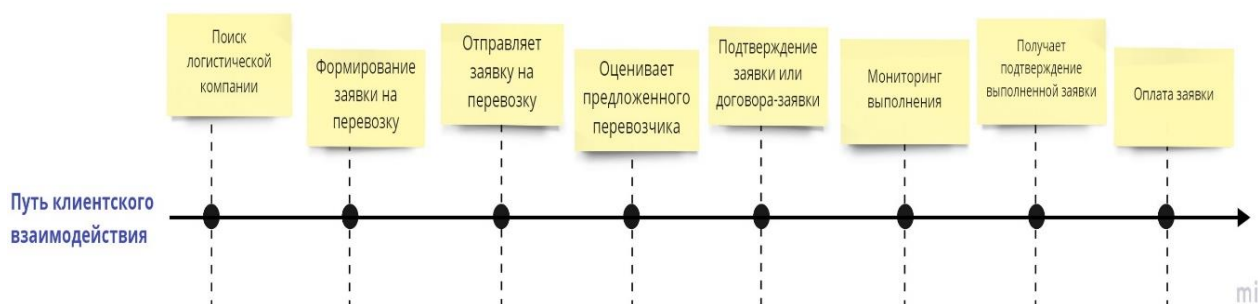 Поиск
логистической
компании
Формирование
заявки на
перевозку
Отправляет
заявку на
перевозку
Оценивает
предложенного
перевозчика
Подтверждение
заявки или
договора-заявки
Мониторинг
выполнения
Получает
подтверждение
выполненной заявки
Оплата заявки
Путь клиентского
взаимодействия
mi